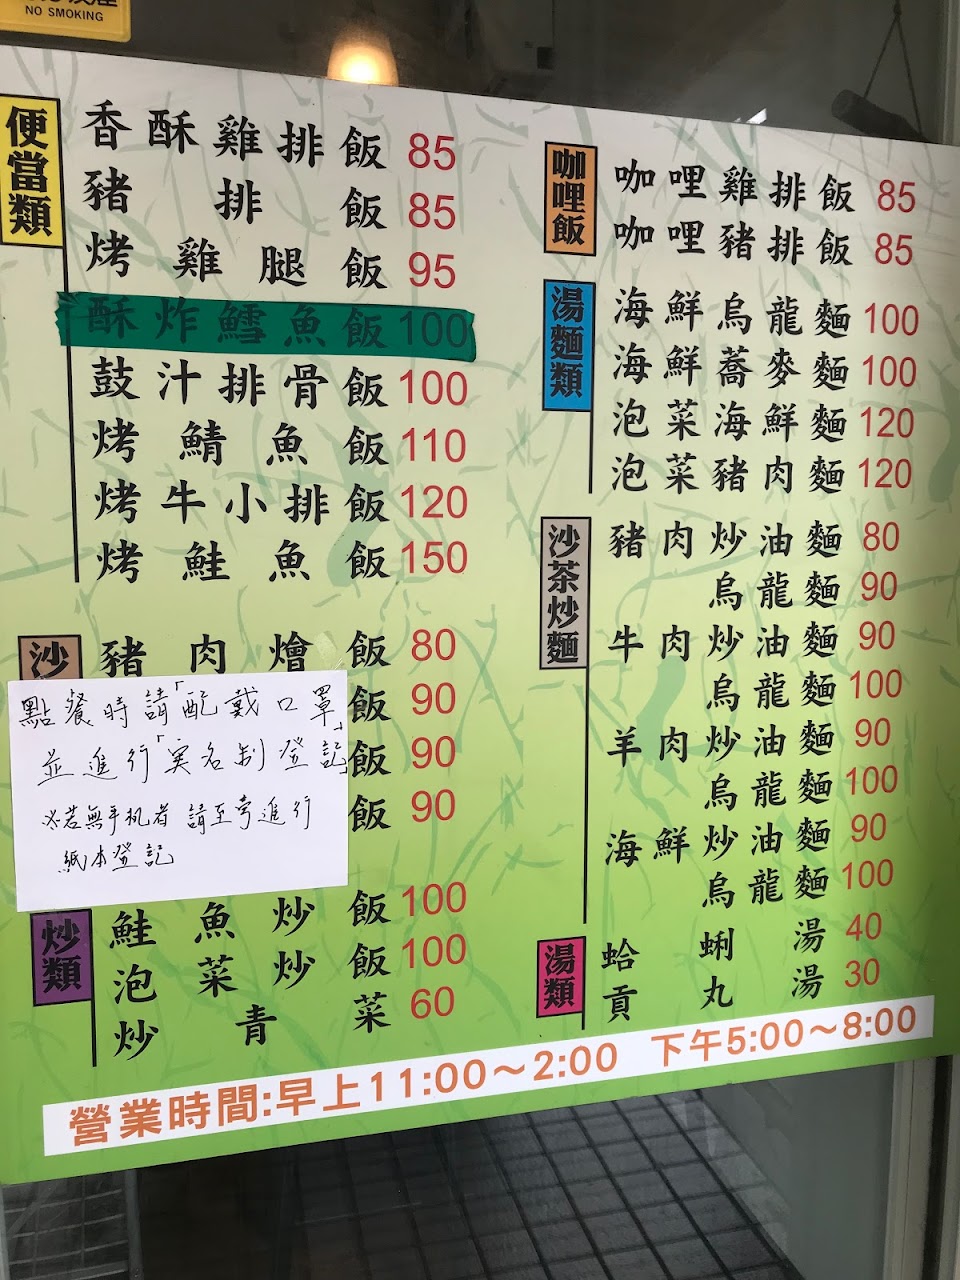 NO SMOKING
便當類
香酥雞排飯 85
豬排飯 85
烤雞腿飯 95
酥炸鱈魚飯 100
鼓汁排骨飯 100
烤鯖魚飯 110
烤牛小排飯 120
烤鮭魚飯 150
沙
豬肉燴飯 80
飯 90
飯 90
飯 90
點餐時請「配戴口罩」
並進行「実名制登記」
※若無手机者 請至旁進行
紙本登記
炒類
鮭魚炒飯 100
泡菜炒飯 100
炒青菜 60
咖哩飯
咖哩雞排飯 85
咖哩豬排飯 85
湯麵類
海鮮烏龍麵 100
海鮮蕎麥麵 100
泡菜海鮮麵 120
泡菜豬肉麵 120
沙茶炒麵
豬肉炒油麵 80
烏龍麵 90
牛肉炒油麵 90
烏龍麵 100
羊肉炒油麵 90
烏龍麵 100
海鮮炒油麵 90
烏龍麵 100
湯類
蛤蜊湯 40
貢丸湯 30
營業時間:早上11:00～2:00 下午5:00～8:00